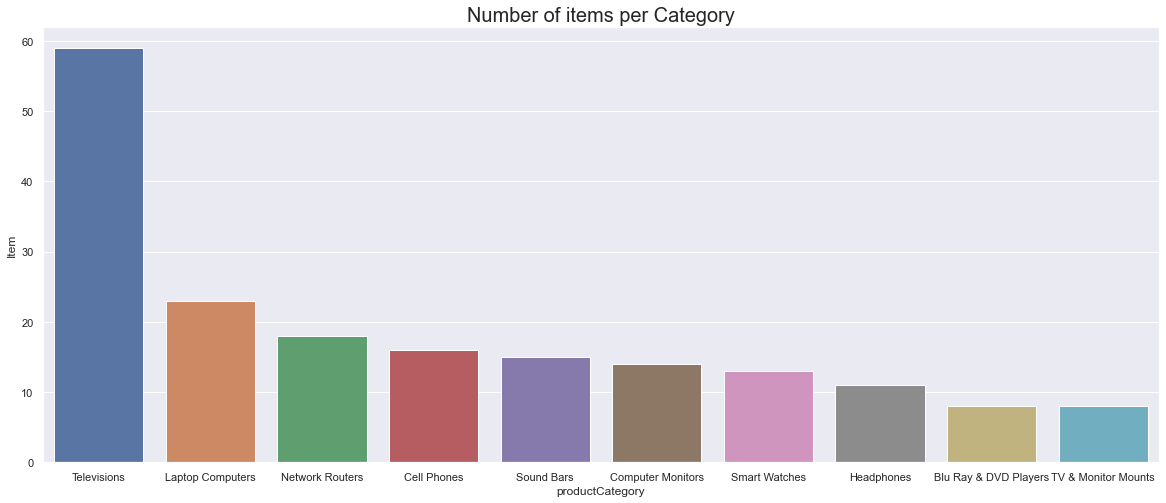 Number of items per Category
60
50
40
30
20
10
0
Item
Televisions
Laptop Computers
Network Routers
Cell Phones
Sound Bars
Computer Monitors
Smart Watches
Headphones
Blu Ray & DVD Players
TV & Monitor Mounts
productCategory